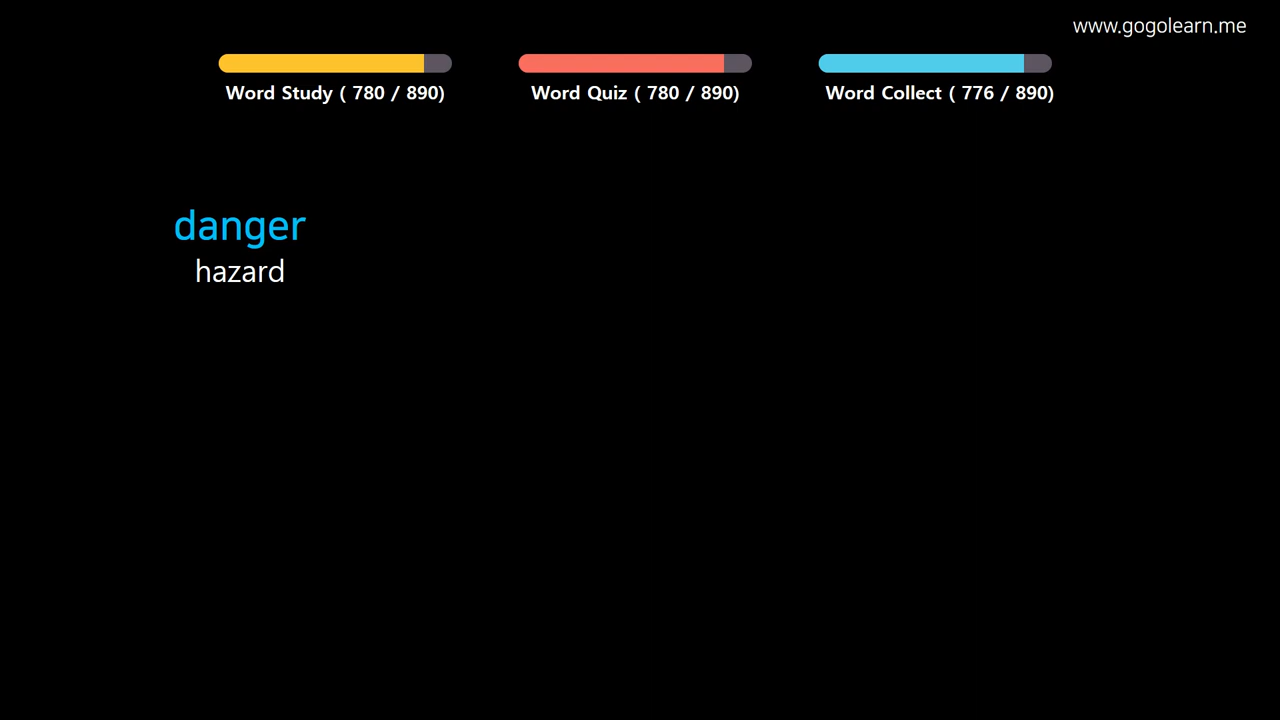 www.gogolearn.me
Word Study ( 780 / 890)
Word Quiz ( 780 / 890)
Word Collect ( 776 / 890)
danger
hazard